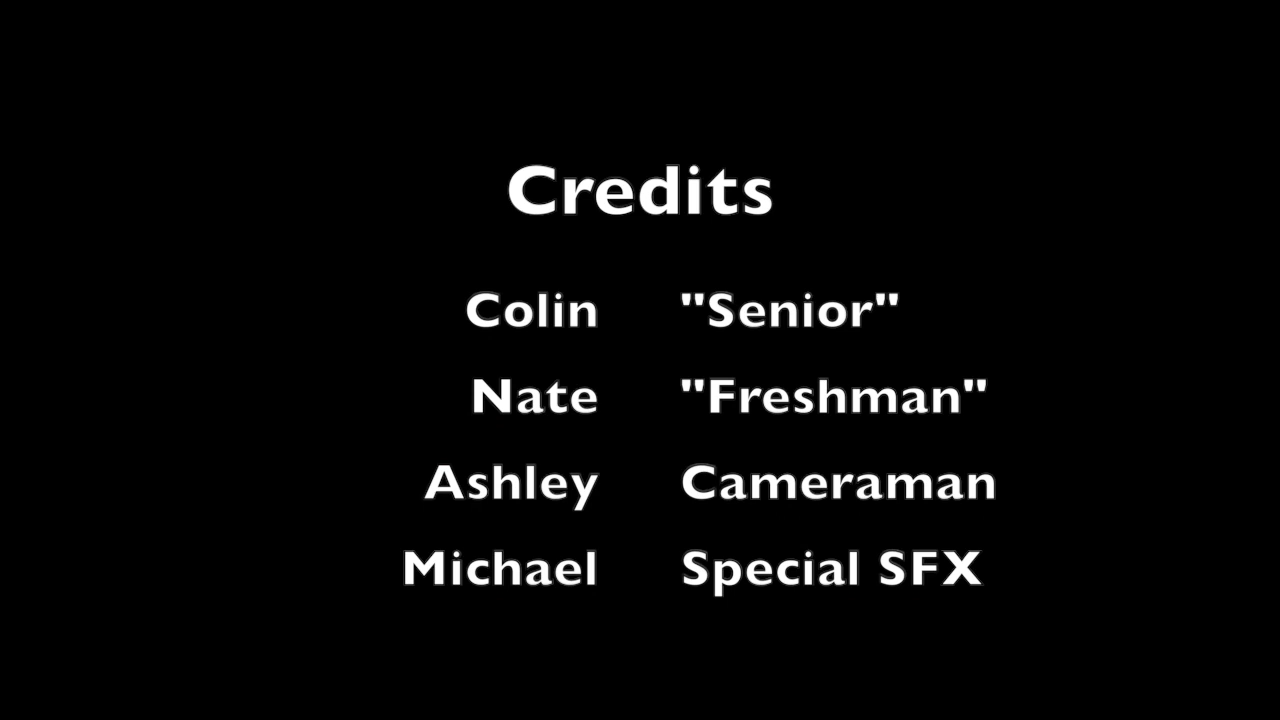 Credits
Colin "Senior"
Nate "Freshman"
Ashley Cameraman
Michael Special SFX